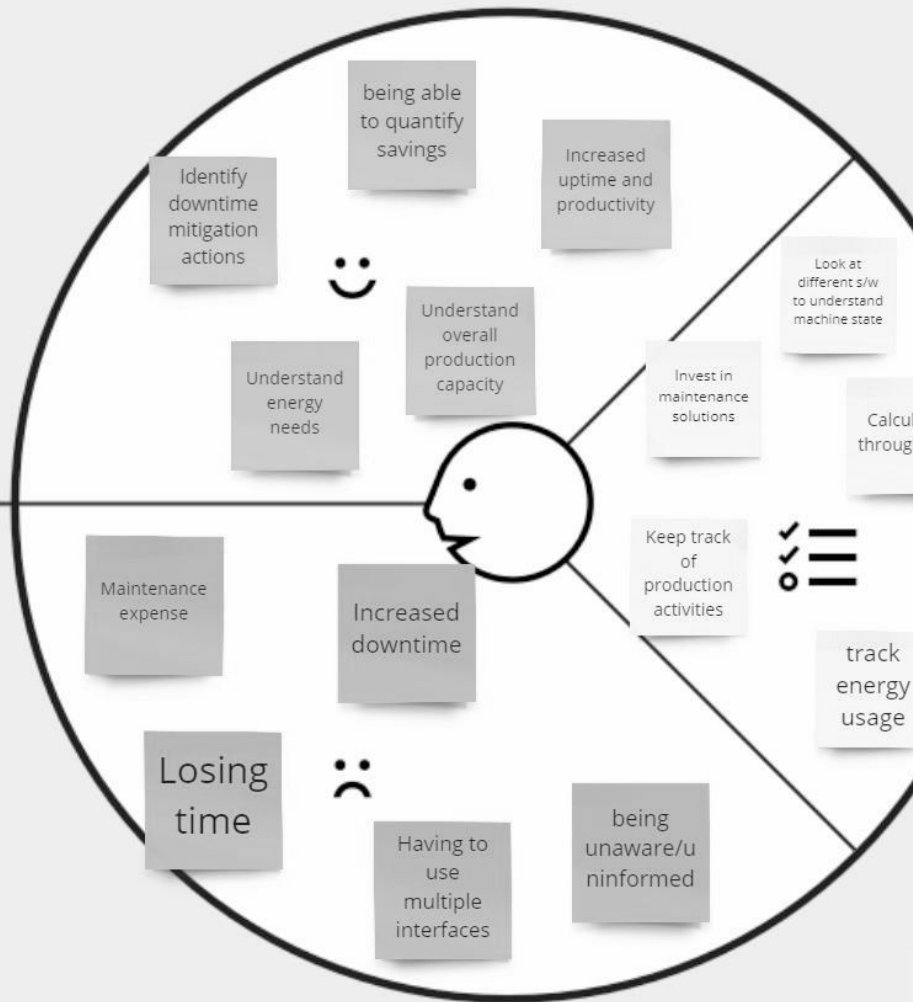 being able
to quantify
savings
Increased
uptime and
productivity
Identify
downtime
mitigation
actions
Understand
overall
production
capacity
Understand
energy
needs
Look at
different s/w
to understand
machine state
Invest in
maintenance
solutions
Calcul
throug
Keep track
of
production
activities
track
energy
usage
Maintenance
expense
Increased
downtime
Losing
time
Having to
use
multiple
interfaces
being
unaware/u
ninformed